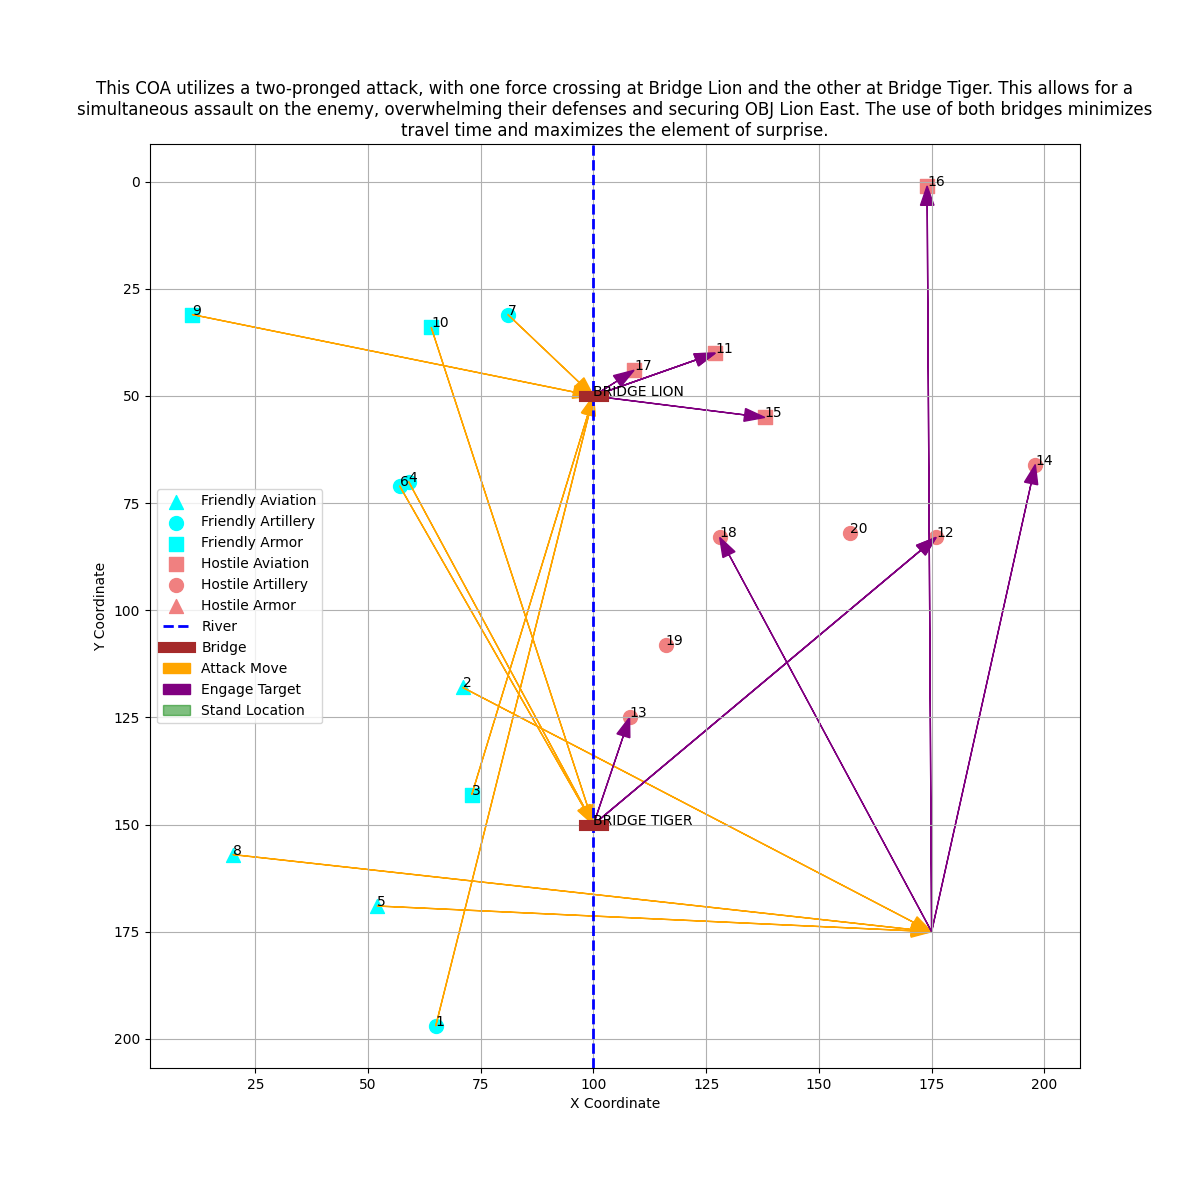 This COA utilizes a two-pronged attack, with one force crossing at Bridge Lion and the other at Bridge Tiger. This allows for a
simultaneous assault on the enemy, overwhelming their defenses and securing OBJ Lion East. The use of both bridges minimizes
travel time and maximizes the element of surprise.
0
16
25
9
10
7
11
17
50
BRIDGE LION
15
14
6
4
75
18
20
12
Friendly Aviation
Friendly Artillery
Friendly Armor
Hostile Aviation
Hostile Artillery
Hostile Armor
River
Bridge
Attack Move
Engage Target
Stand Location
Y Coordinate
100
19
2
125
13
3
150
BRIDGE TIGER
8
5
175
1
200
25 50 75 100 125 150 175 200
X Coordinate